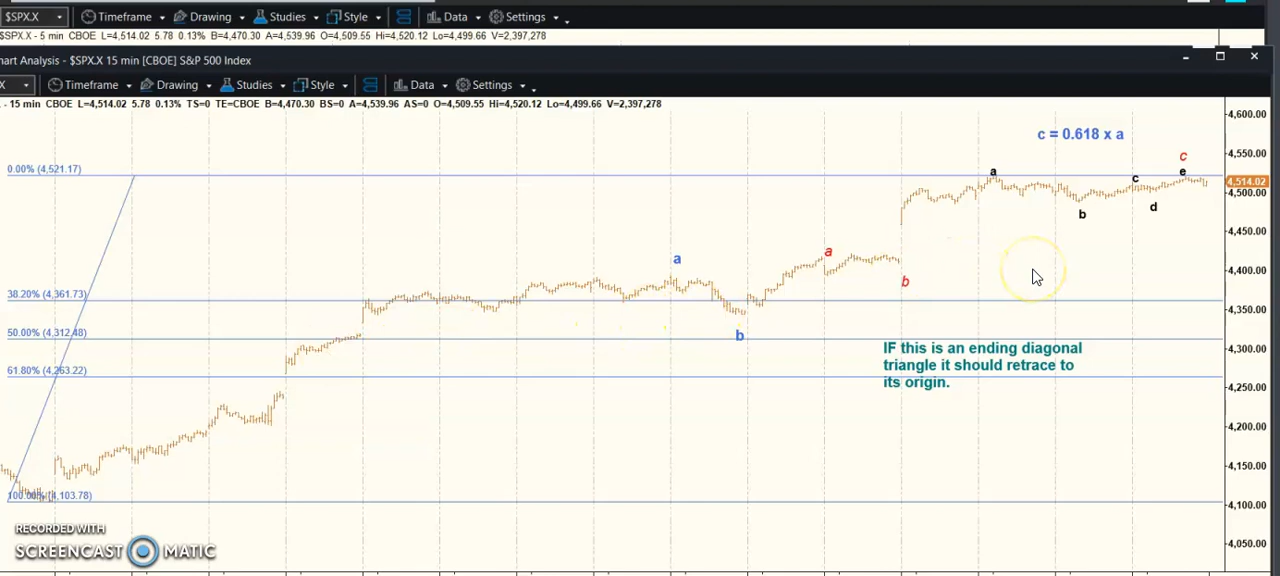 $SPX.X Timeframe Drawing Studies Style Data Settings
$SPX.X - 5 min CBOE L=4,514.02 5.78 0.13% B=4,470.30 A=4,539.96 O=4,509.55 Hi=4,520.12 Lo=4,499.66 V=2,397,278
hart Analysis - $SPX.X 15 min [CBOE] S&P 500 Index
X Timeframe Drawing Studies Style Data Settings
- 15 min CBOE L=4,514.02 5.78 0.13% TS=0 TE=CBOE B=4,470.30 BS=0 A=4,539.96 AS=0 O=4,509.55 Hi=4,520.12 Lo=4,499.66 V=2,397,278
4,600.00
c = 0.618 x a
4,550.00
c
0.00% (4,521.17)
a
c
e
4,514.02
4,500.00
d
b
4,450.00
a
a
4,400.00
b
38.20% (4,361.73)
4,350.00
b
50.00% (4,312.48)
4,300.00
IF this is an ending diagonal
triangle it should retrace to
its origin.
61.80% (4,263.22)
4,250.00
4,200.00
4,150.00
100.00% (4,103.78)
4,100.00
4,050.00
RECORDED WITH
SCREENCAST MATIC